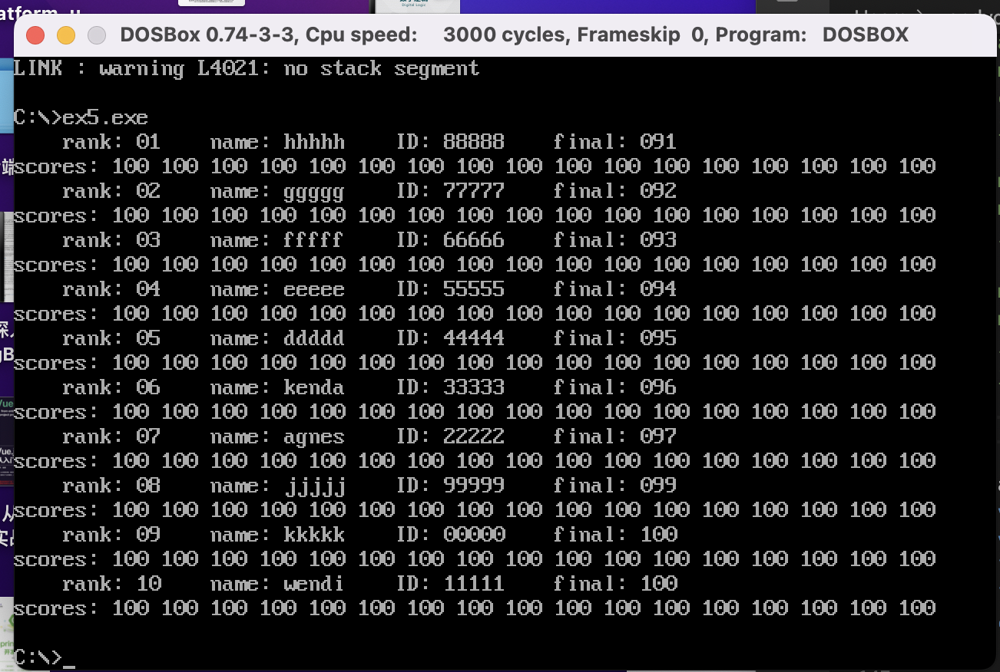 DOSBox 0.74-3-3, Cpu speed: 3000 cycles, Frameskip 0, Program: DOSBOX
LINK : warning L4021: no stack segment
C:\>ex5.exe
rank: 01 name: hhhhh ID: 88888 final: 091
scores: 100 100 100 100 100 100 100 100 100 100 100 100 100 100 100 100 100
rank: 02 name: ggggg ID: 77777 final: 092
scores: 100 100 100 100 100 100 100 100 100 100 100 100 100 100 100 100 100
rank: 03 name: fffff ID: 66666 final: 093
scores: 100 100 100 100 100 100 100 100 100 100 100 100 100 100 100 100 100
rank: 04 name: eeeee ID: 55555 final: 094
scores: 100 100 100 100 100 100 100 100 100 100 100 100 100 100 100 100 100
rank: 05 name: ddddd ID: 44444 final: 095
scores: 100 100 100 100 100 100 100 100 100 100 100 100 100 100 100 100 100
rank: 06 name: kenda ID: 33333 final: 096
scores: 100 100 100 100 100 100 100 100 100 100 100 100 100 100 100 100 100
rank: 07 name: agnes ID: 22222 final: 097
scores: 100 100 100 100 100 100 100 100 100 100 100 100 100 100 100 100 100
rank: 08 name: jjjjj ID: 99999 final: 099
scores: 100 100 100 100 100 100 100 100 100 100 100 100 100 100 100 100 100
rank: 09 name: kkkkk ID: 00000 final: 100
scores: 100 100 100 100 100 100 100 100 100 100 100 100 100 100 100 100 100
rank: 10 name: wendi ID: 11111 final: 100
scores: 100 100 100 100 100 100 100 100 100 100 100 100 100 100 100 100 100
C:\>_